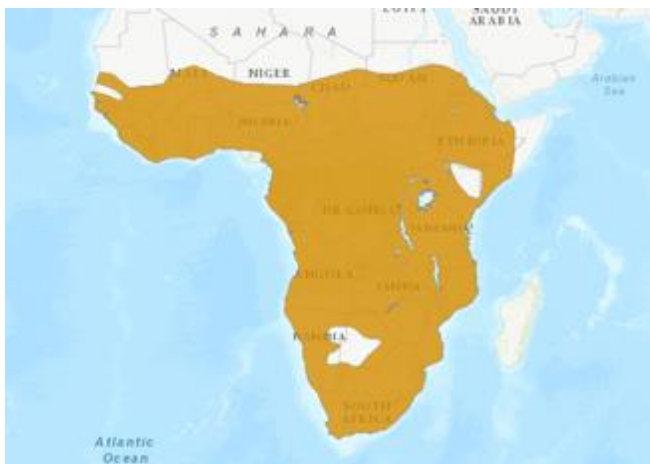 EGYPT
SAUDI
ARABIA
S A H A R A
MALI
NIGER
CHAD
SUDAN
Arabian
Sea
NIGERIA
ETHIOPIA
DR CONGO
TANZANIA
ANGOLA
ZAMBIA
NAMIBIA
SOUTH
AFRICA
Atlantic
Ocean